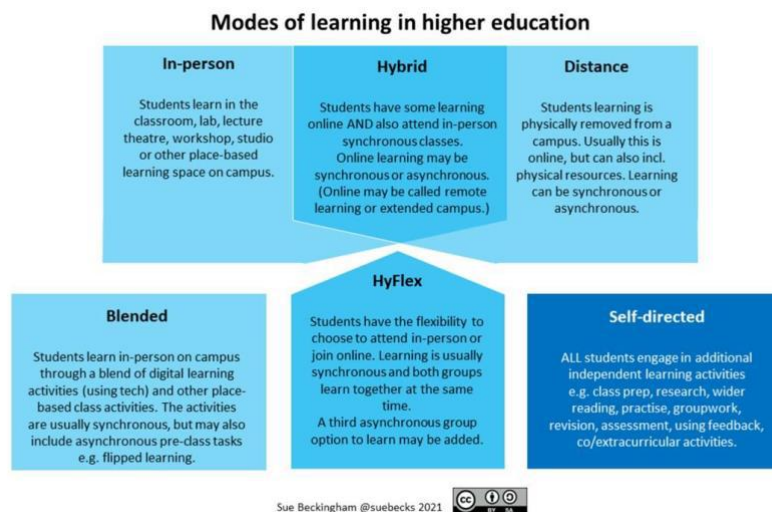 Modes of learning in higher education
In-person
Students learn in the
classroom, lab, lecture
theatre, workshop, studio
or other place-based
learning space on campus.
Hybrid
Students have some learning
online AND also attend in-person
synchronous classes.
Online learning may be
synchronous or asynchronous.
(Online may be called remote
learning or extended campus.)
Distance
Students learning is
physically removed from a
campus. Usually this is
online, but can also incl.
physical resources. Learning
can be synchronous or
asynchronous.
Blended
Students learn in-person on campus
through a blend of digital learning
activities (using tech) and other place-
based class activities. The activities
are usually synchronous, but may also
include asynchronous pre-class tasks
e.g. flipped learning.
HyFlex
Students have the flexibility to
choose to attend in-person or
join online. Learning is usually
synchronous and both groups
learn together at the same
time.
A third asynchronous group
option to learn may be added.
Self-directed
ALL students engage in additional
independent learning activities
e.g. class prep, research, wider
reading, practise, groupwork,
revision, assessment, using feedback,
co/extracurricular activities.
Sue Beckingham @suebecks 2021
cc
BY SA